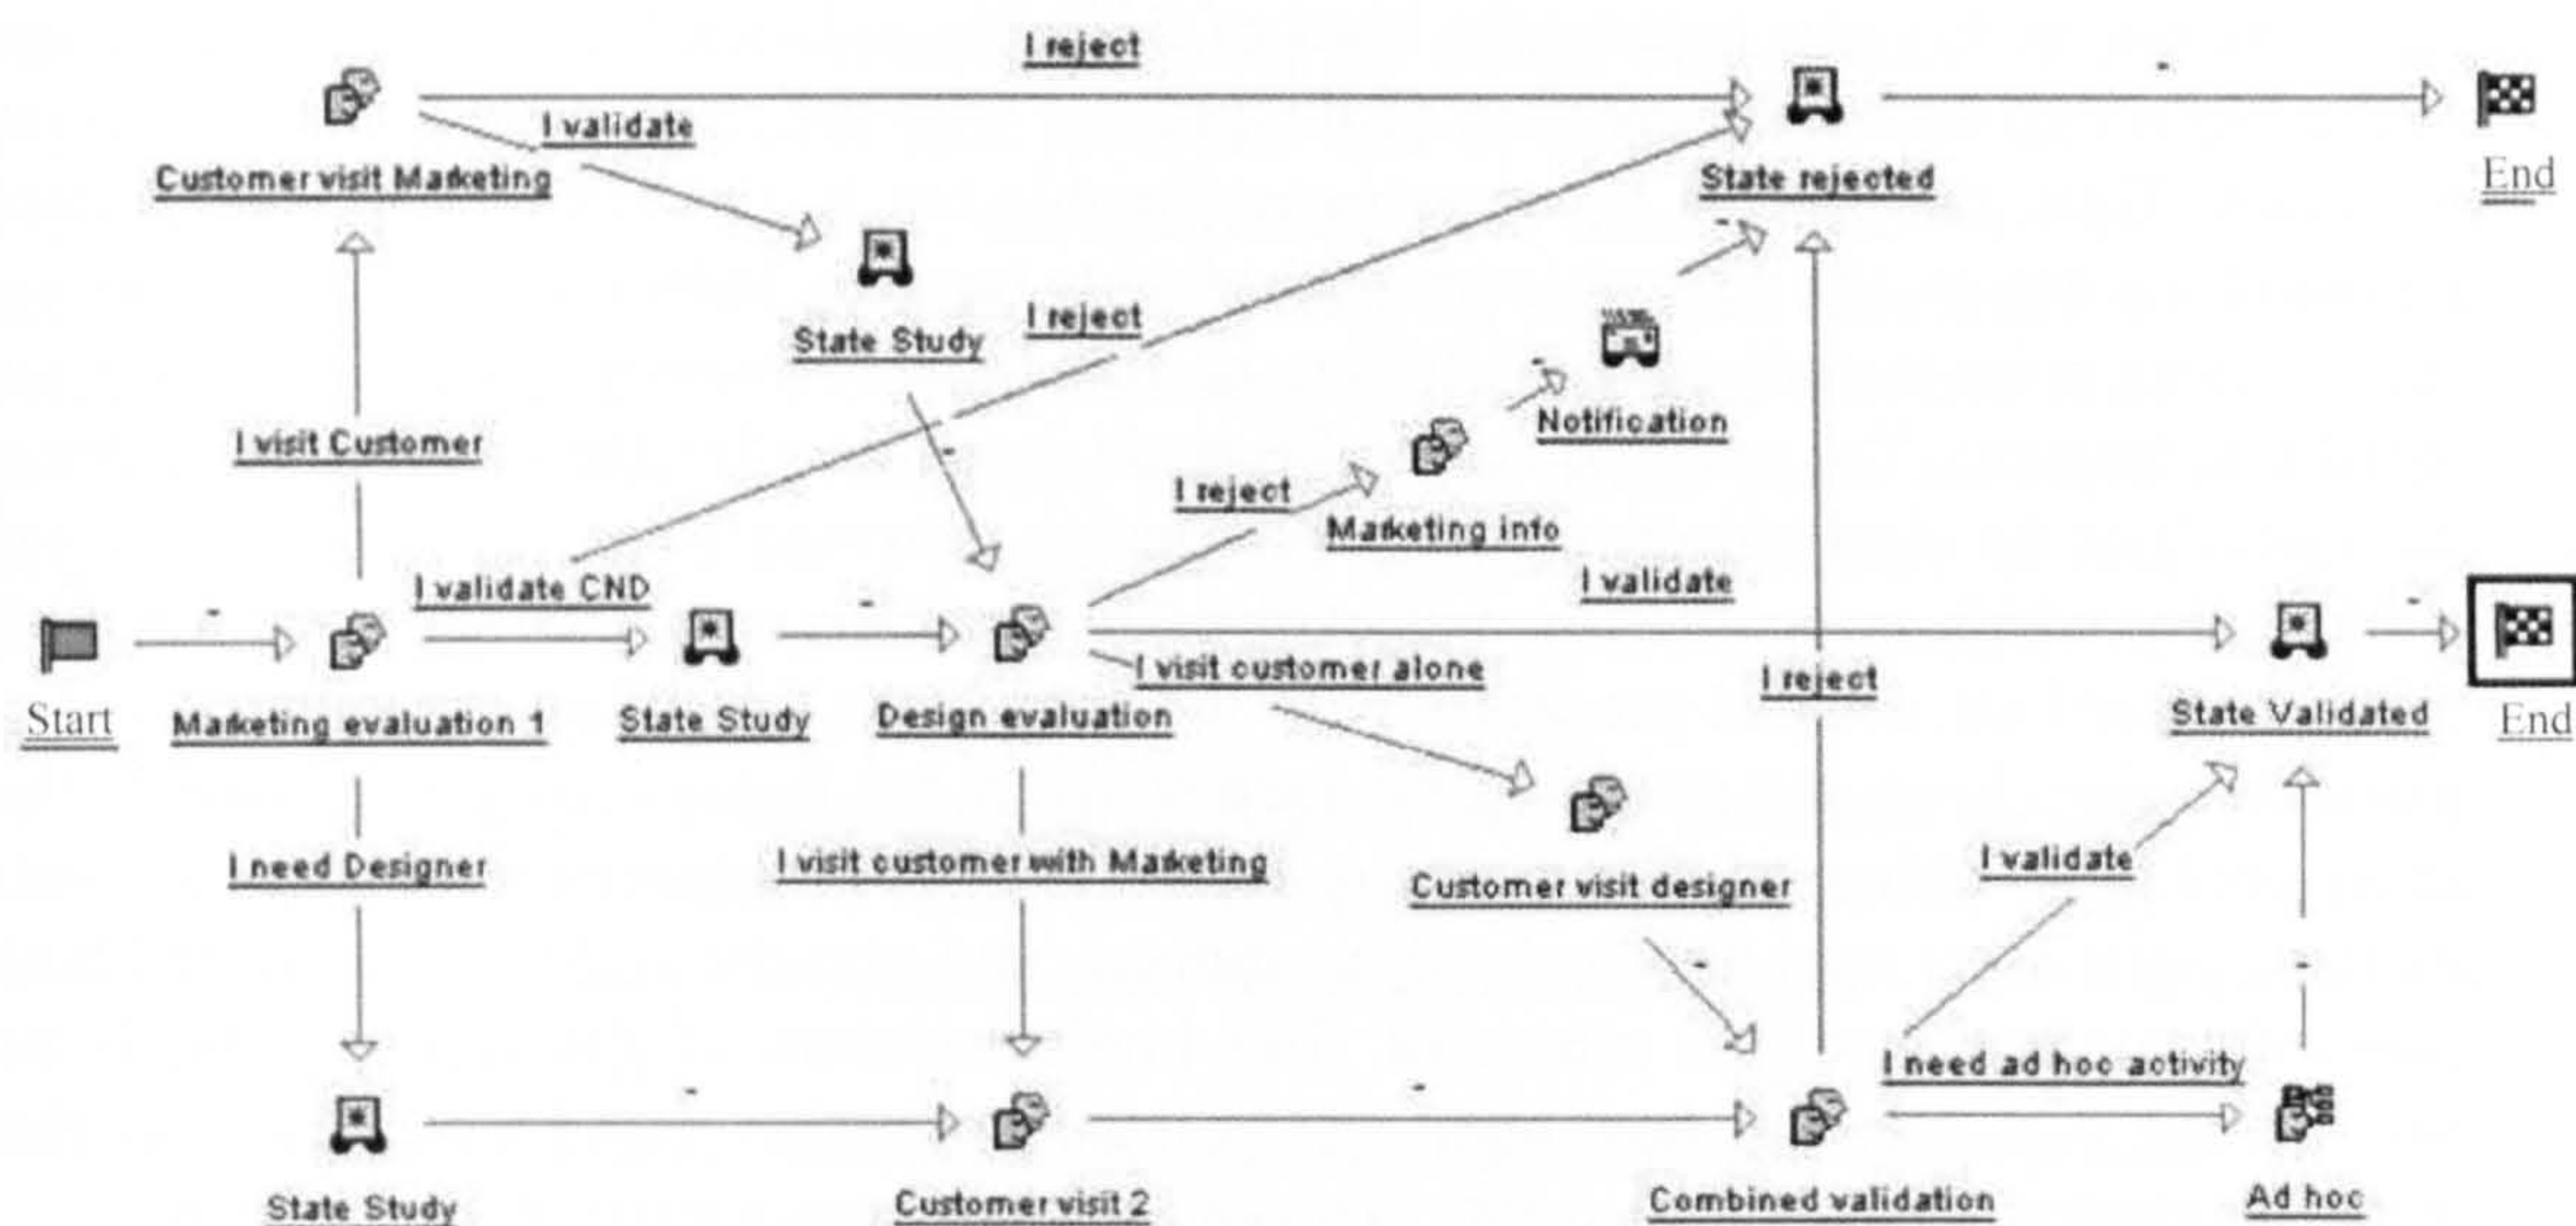 I reject
-
I validate
Customer visit Marketing
State rejected
End
-
State Study
I reject
-
Notification
I visit Customer
-
I reject
Marketing info
I validate CND
I validate
-
-
-
I visit customer alone
I reject
Start
Marketing evaluation 1
State Study
Design evaluation
State Validated
End
I need Designer
I visit customer with Marketing
I validate
Customer visit designer
-
-
I need ad hoc activity
-
-
State Study
Customer visit 2
Combined validation
Ad hoc